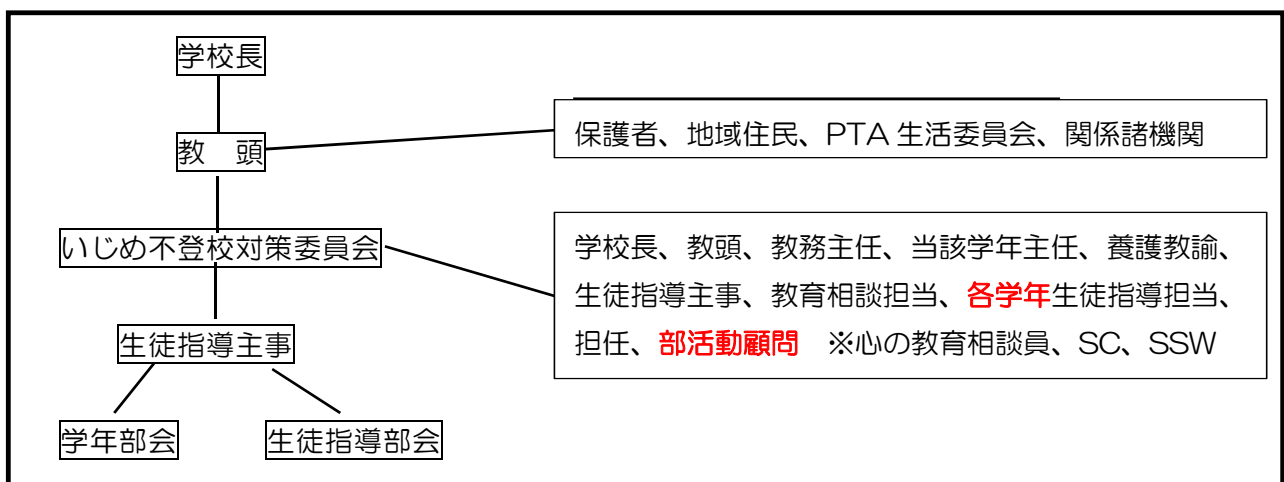 学校長
教　頭
保護者、地域住民、PTA 生活委員会、関係諸機関
いじめ不登校対策委員会
学校長、教頭、教務主任、当該学年主任、養護教諭、
生徒指導主事、教育相談担当、各学年生徒指導担当、
担任、部活動顧問　※心の教育相談員、SC、SSW
生徒指導主事
学年部会
生徒指導部会